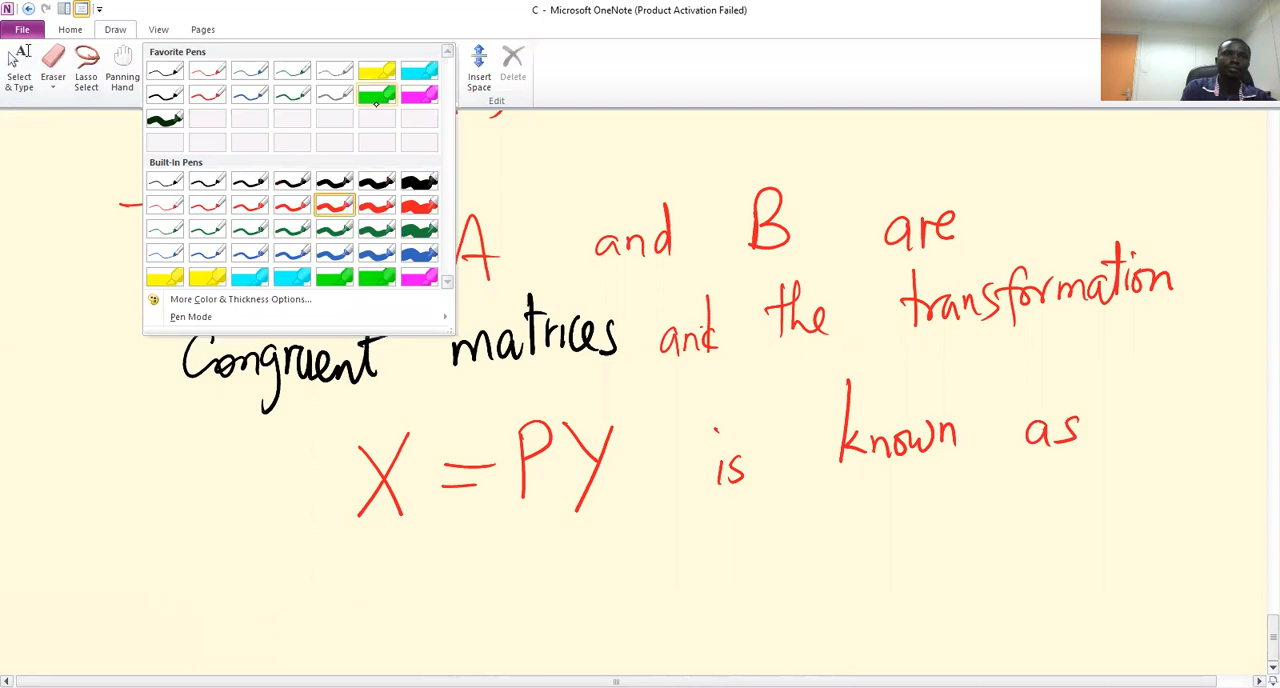 C - Microsoft OneNote (Product Activation Failed)
File Home Draw View Pages
Select & Type
Eraser
Lasso Select
Panning Hand
Insert Space
Delete
Edit
Favorite Pens
Built-In Pens
More Color & Thickness Options...
Pen Mode
A and B are
Congruent matrices and the transformation
X = PY is known as